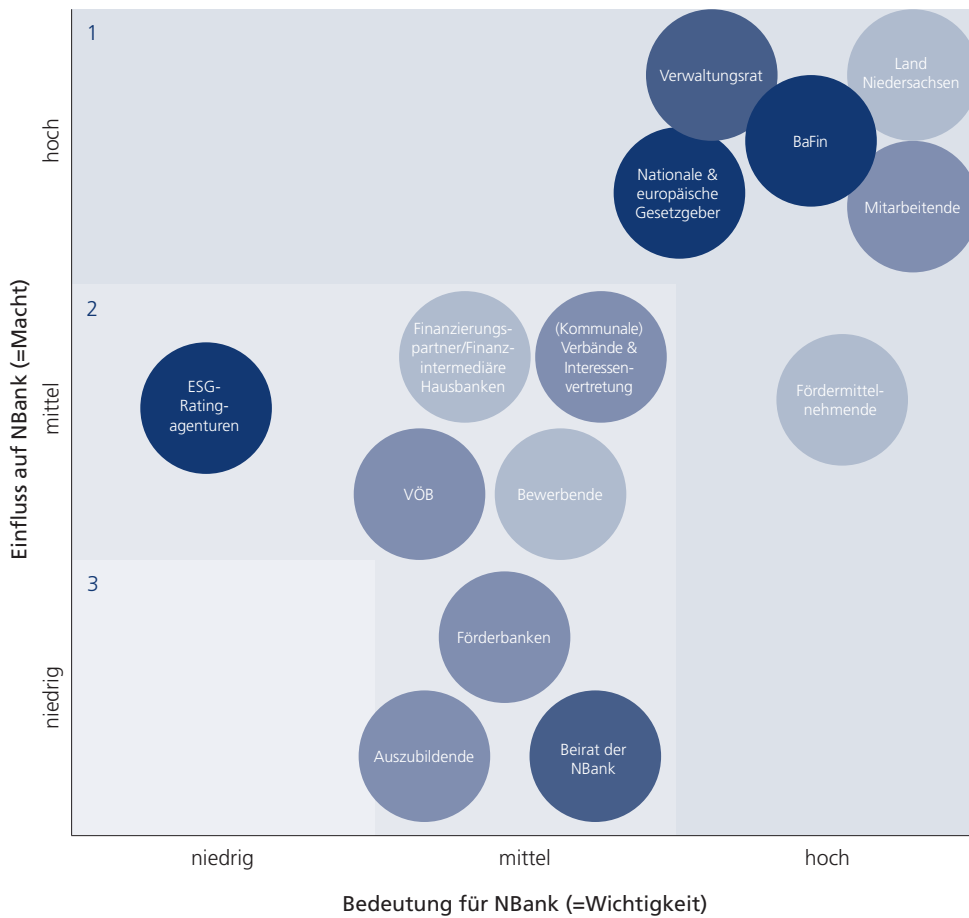 1
Verwaltungsrat
Land
Niedersachsen
BaFin
Nationale &
europäische
Gesetzgeber
Mitarbeitende
2
Finanzierungs-
partner/Finanz-
intermediäre
Hausbanken
(Kommunale)
Verbände &
Interessen-
vertretung
ESG-
Rating-
agenturen
Fördermittel-
nehmende
VÖB
Bewerbende
3
Förderbanken
Auszubildende
Beirat der
NBank
Einfluss auf NBank (=Macht)
hoch
mittel
niedrig
niedrig
mittel
hoch
Bedeutung für NBank (=Wichtigkeit)